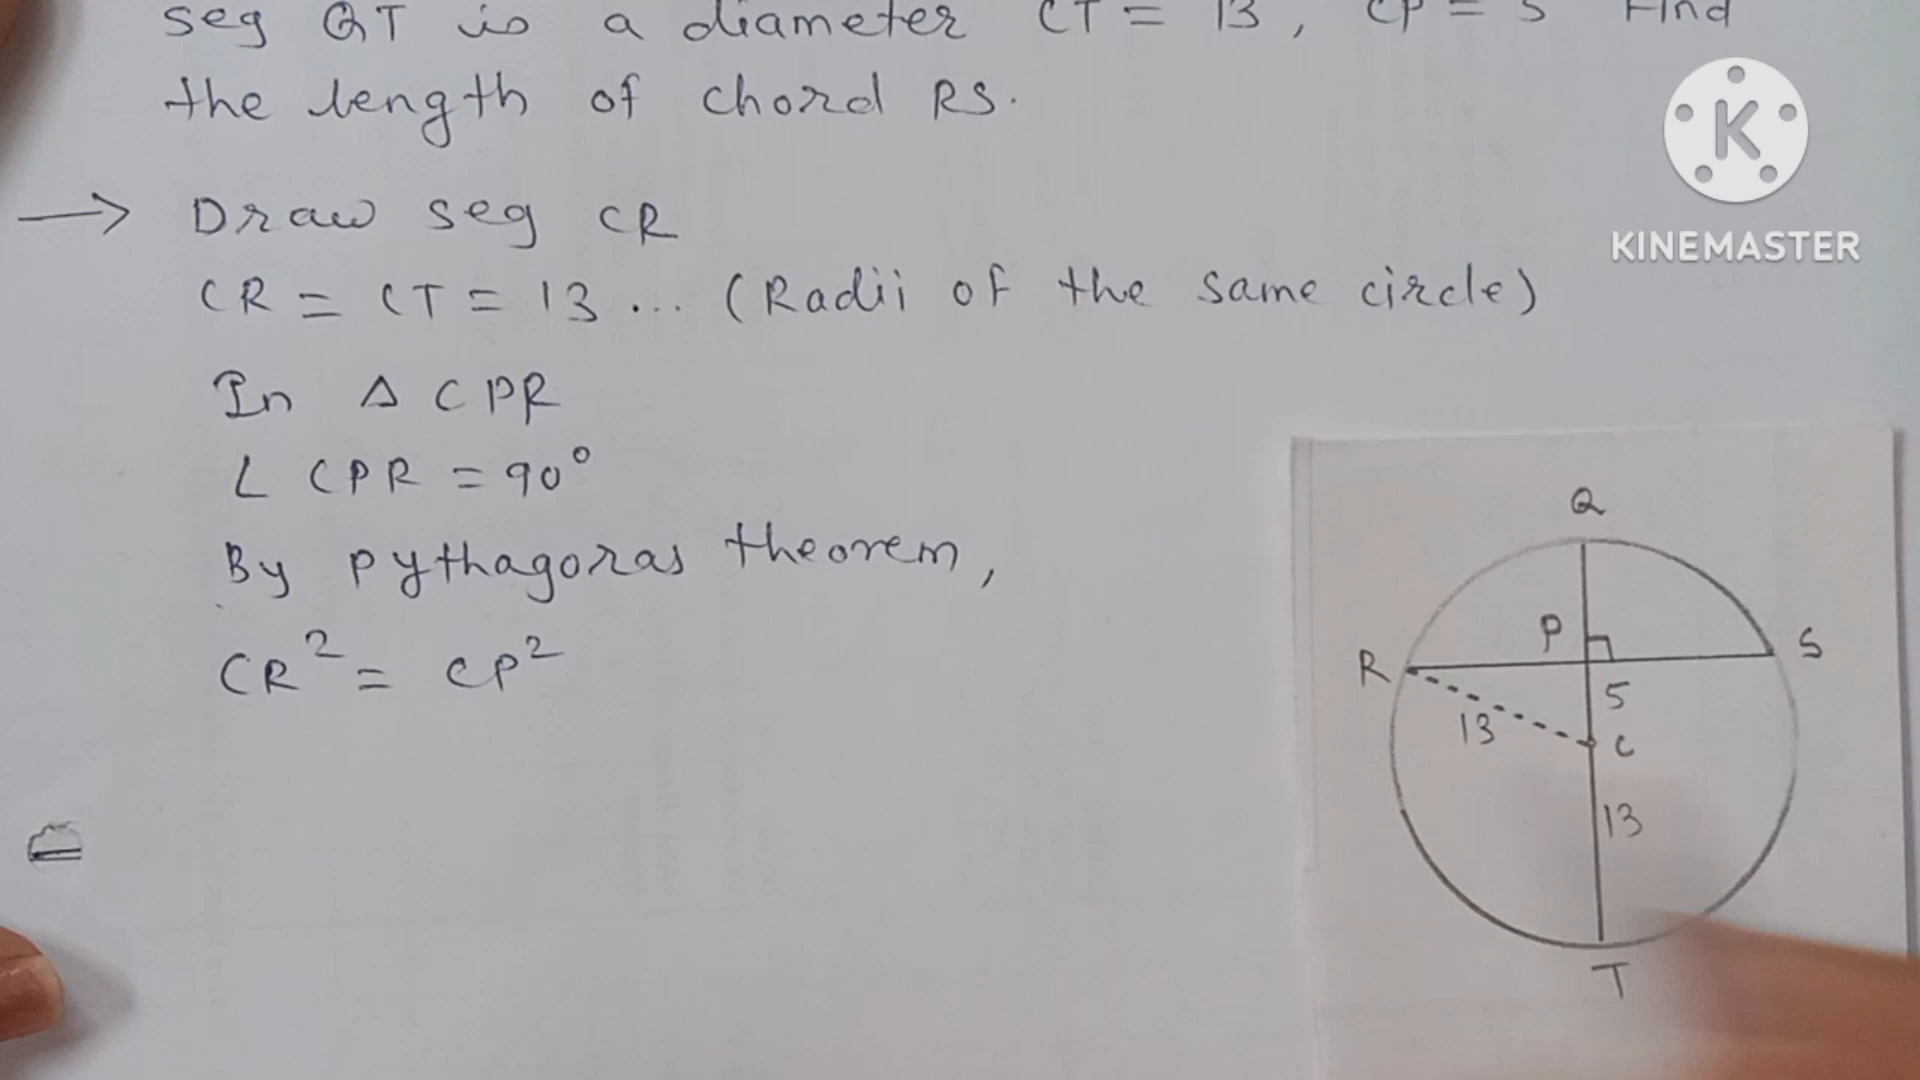 seg QT is a diameter CT = 13, CP = 5 Find
the length of chord RS.
→ Draw seg CR
CR = CT = 13 ... (Radii of the same circle)
In △ CPR
∠ CPR = 90°
By pythagoras theorem,
CR² = CP²
K
KINEMASTER
Q
P
S
R
5
13
C
13
T